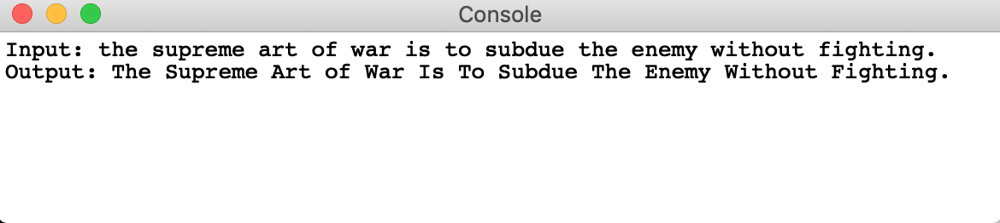 Console
Input: the supreme art of war is to subdue the enemy without fighting.
Output: The Supreme Art of War Is To Subdue The Enemy Without Fighting.